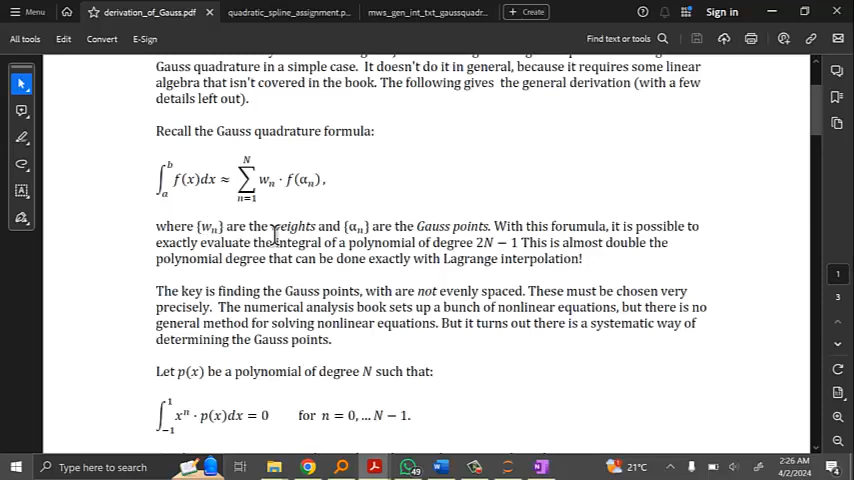 Menu
derivation_of_Gauss.pdf
quadratic_spline_assignment.p...
mws_gen_int_txt_gaussquadr...
+ Create
Sign in
All tools Edit Convert E-Sign
Find text or tools
Gauss quadrature in a simple case. It doesn't do it in general, because it requires some linear
algebra that isn't covered in the book. The following gives the general derivation (with a few
details left out).
Recall the Gauss quadrature formula:
∫_a^b f(x)dx ≈ ∑_{n=1}^N w_n · f(α_n),
where {w_n} are the weights and {α_n} are the Gauss points. With this forumula, it is possible to
exactly evaluate the integral of a polynomial of degree 2N − 1 This is almost double the
polynomial degree that can be done exactly with Lagrange interpolation!
The key is finding the Gauss points, with are not evenly spaced. These must be chosen very
precisely. The numerical analysis book sets up a bunch of nonlinear equations, but there is no
general method for solving nonlinear equations. But it turns out there is a systematic way of
determining the Gauss points.
Let p(x) be a polynomial of degree N such that:
∫_{−1}^1 x^n · p(x)dx = 0 for n = 0, … N − 1.
1
3
Type here to search
49
21°C
2:26 AM
4/2/2024
4